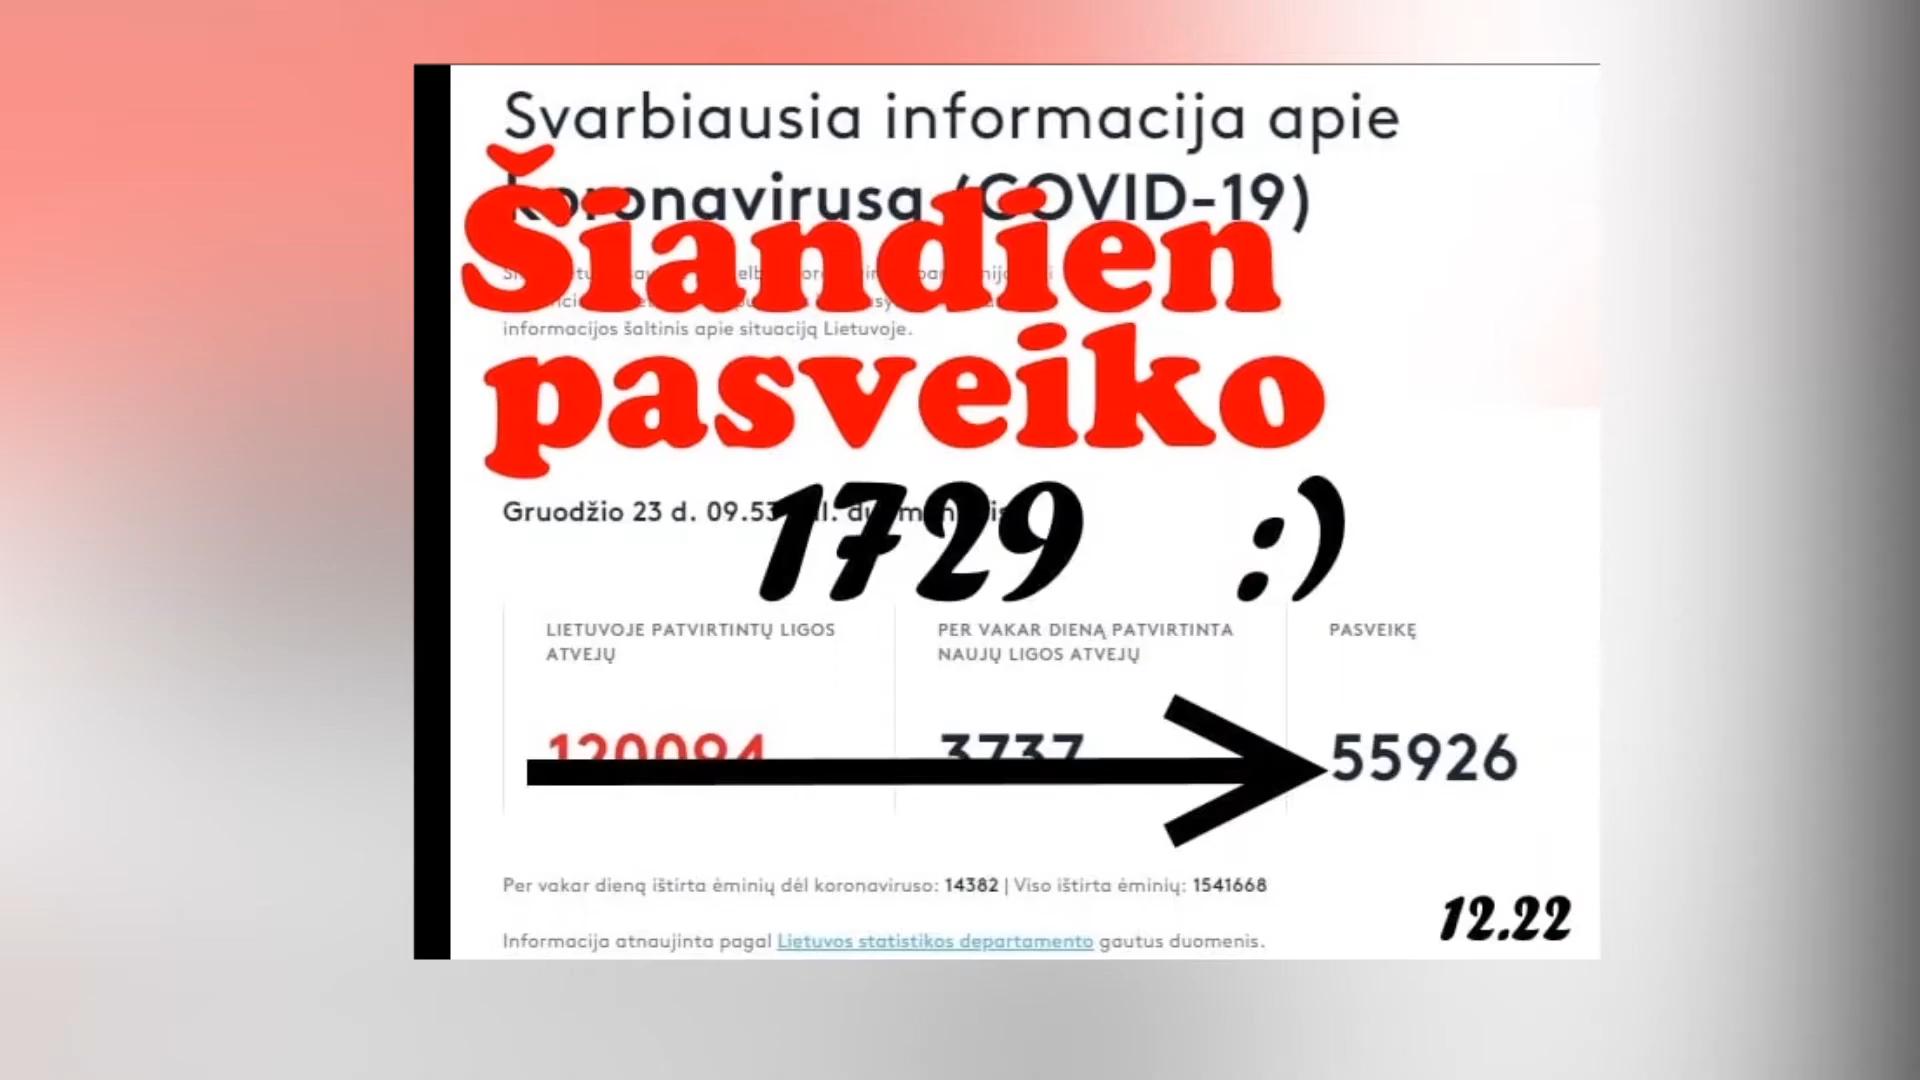 Svarbiausia informacija apie
koronavirusą (COVID-19)
Šiandien
informacijos šaltinis apie situaciją Lietuvoje.
pasveiko
Gruodžio 23 d. 09.53
1729 :)
LIETUVOJE PATVIRTINTŲ LIGOS
ATVEJŲ
PER VAKAR DIENĄ PATVIRTINTA
NAUJŲ LIGOS ATVEJŲ
PASVEIKĘ
120094
3737
55926
Per vakar dieną ištirta ėminių dėl koronaviruso: 14382 | Viso ištirta ėminių: 1541668
12.22
Informacija atnaujinta pagal Lietuvos statistikos departamento gautus duomenis.